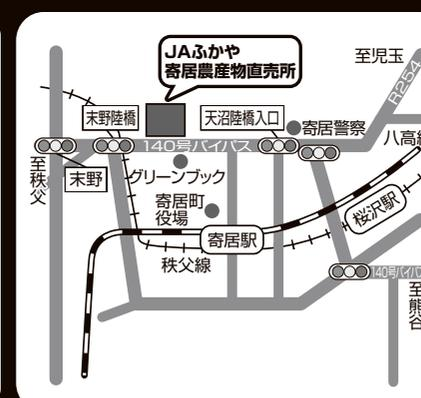 JAふかや
寄居農産物直売所
至児玉
R254
末野陸橋
天沼陸橋入口
寄居警察
八高線
140号バイパス
至秩父
末野
グリーンブック
寄居町
役場
桜沢駅
寄居駅
秩父線
140号バイパ
至熊谷